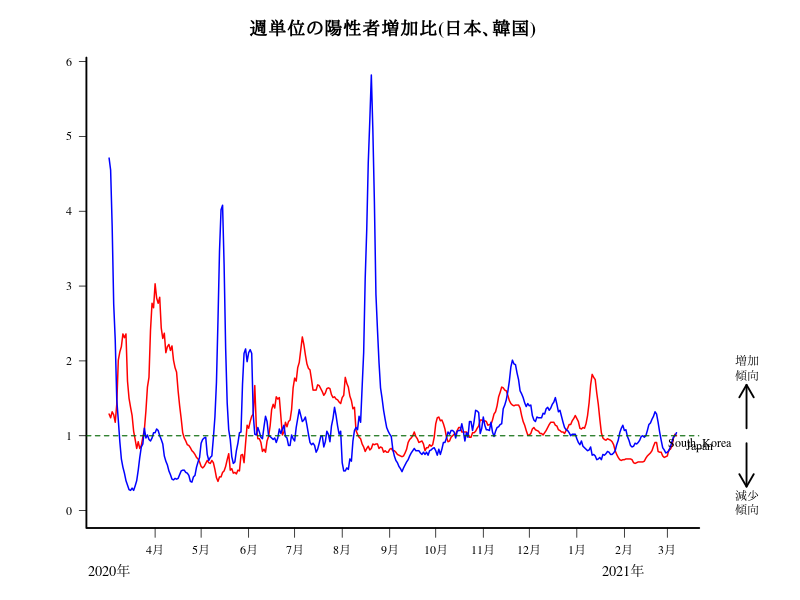 週単位の陽性者増加比(日本、韓国)
6
5
4
3
2
1
0
増加
傾向
South, Korea
Japan
減少
傾向
4月 5月 6月 7月 8月 9月 10月 11月 12月 1月 2月 3月
2020年 2021年